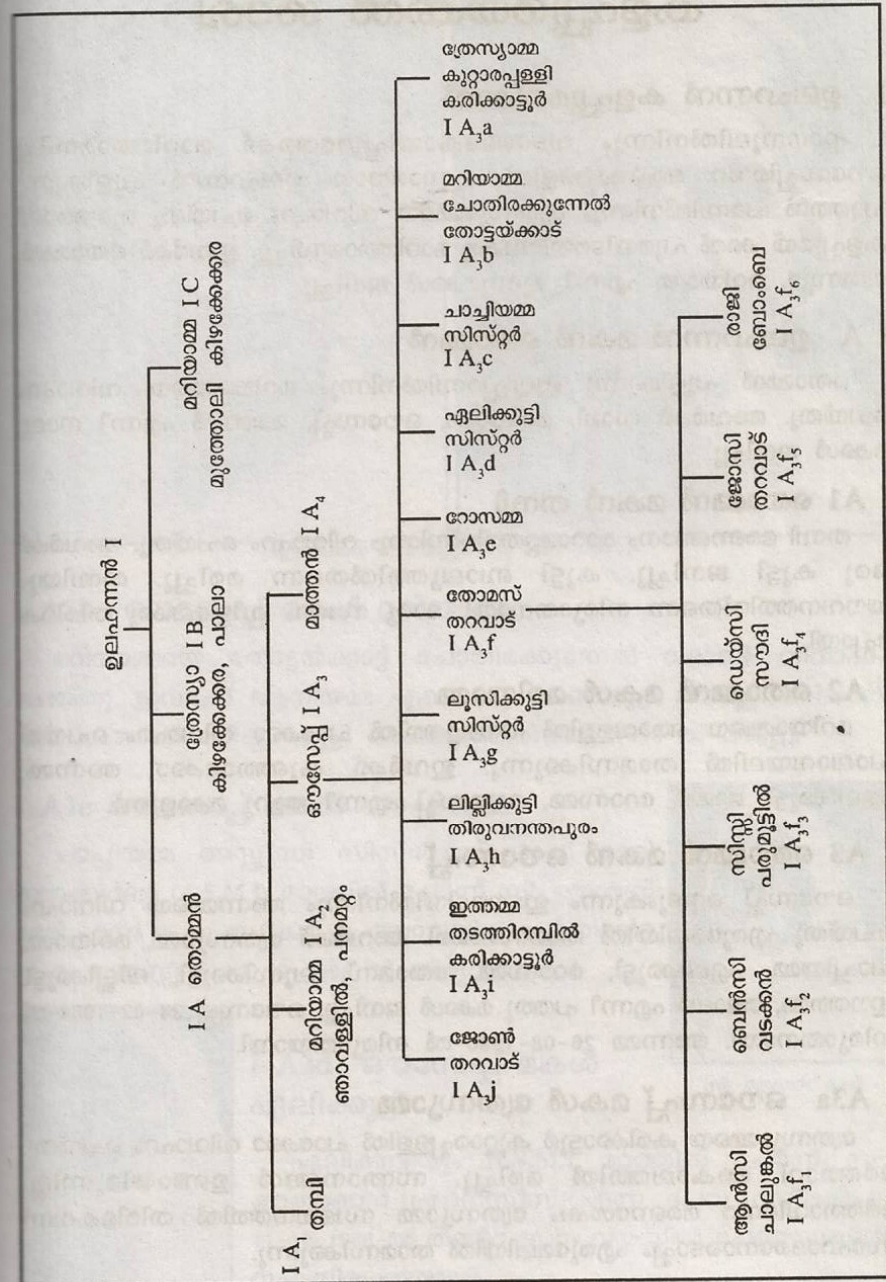 ഉലഹന്നൻ I
I A തൊമ്മൻ
ത്രേസ്യാ I B
കിഴക്കേക്കര പാലാ
മറിയാമ്മ I C
മുത്തോലി കിഴക്കേക്കര
I A₁ തമ്പി
മറിയാമ്മ I A₂
ഞാവള്ളിൽ, പനമറ്റം
ഔസേപ്പ് I A₃
മാത്തൻ I A₄
ത്രേസ്യാമ്മ
കുറ്റാരപ്പള്ളി
കരിക്കാട്ടൂർ
I A₃a
മറിയാമ്മ
ചോതിരക്കുന്നേൽ
തോട്ടയ്ക്കാട്
I A₃b
ചാച്ചിയമ്മ
സിസ്റ്റർ
I A₃c
ഏലിക്കുട്ടി
സിസ്റ്റർ
I A₃d
റോസമ്മ
I A₃e
തോമസ്
തറവാട്
I A₃f
ലൂസിക്കുട്ടി
സിസ്റ്റർ
I A₃g
ലില്ലിക്കുട്ടി
തിരുവനന്തപുരം
I A₃h
ഇത്തമ്മ
തടത്തിറമ്പിൽ
കരിക്കാട്ടൂർ
I A₃i
ജോൺ
തറവാട്
I A₃j
ആൻസി
പാലുങ്കൽ
I A₃f₁
ബെൻസി
വടക്കൻ
I A₃f₂
സിസ്സി
പരുമൂട്ടിൽ
I A₃f₃
ഡെയ്സി
സൗദി
I A₃f₄
ജോസി
തറവാട്
I A₃f₅
രാജി
ബോംബെ
I A₃f₆